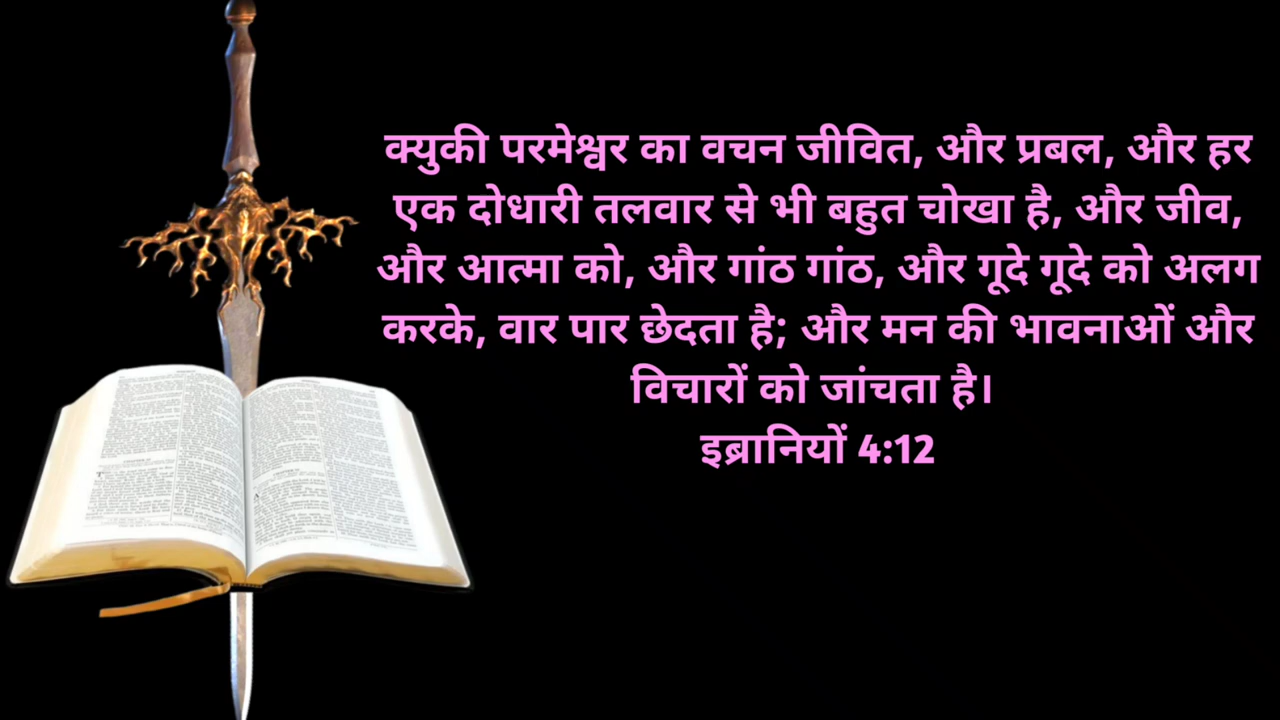 क्युकी परमेश्वर का वचन जीवित, और प्रबल, और हर
एक दोधारी तलवार से भी बहुत चोखा है, और जीव,
और आत्मा को, और गांठ गांठ, और गूदे गूदे को अलग
करके, वार पार छेदता है; और मन की भावनाओं और
विचारों को जांचता है।
इब्रानियों 4:12